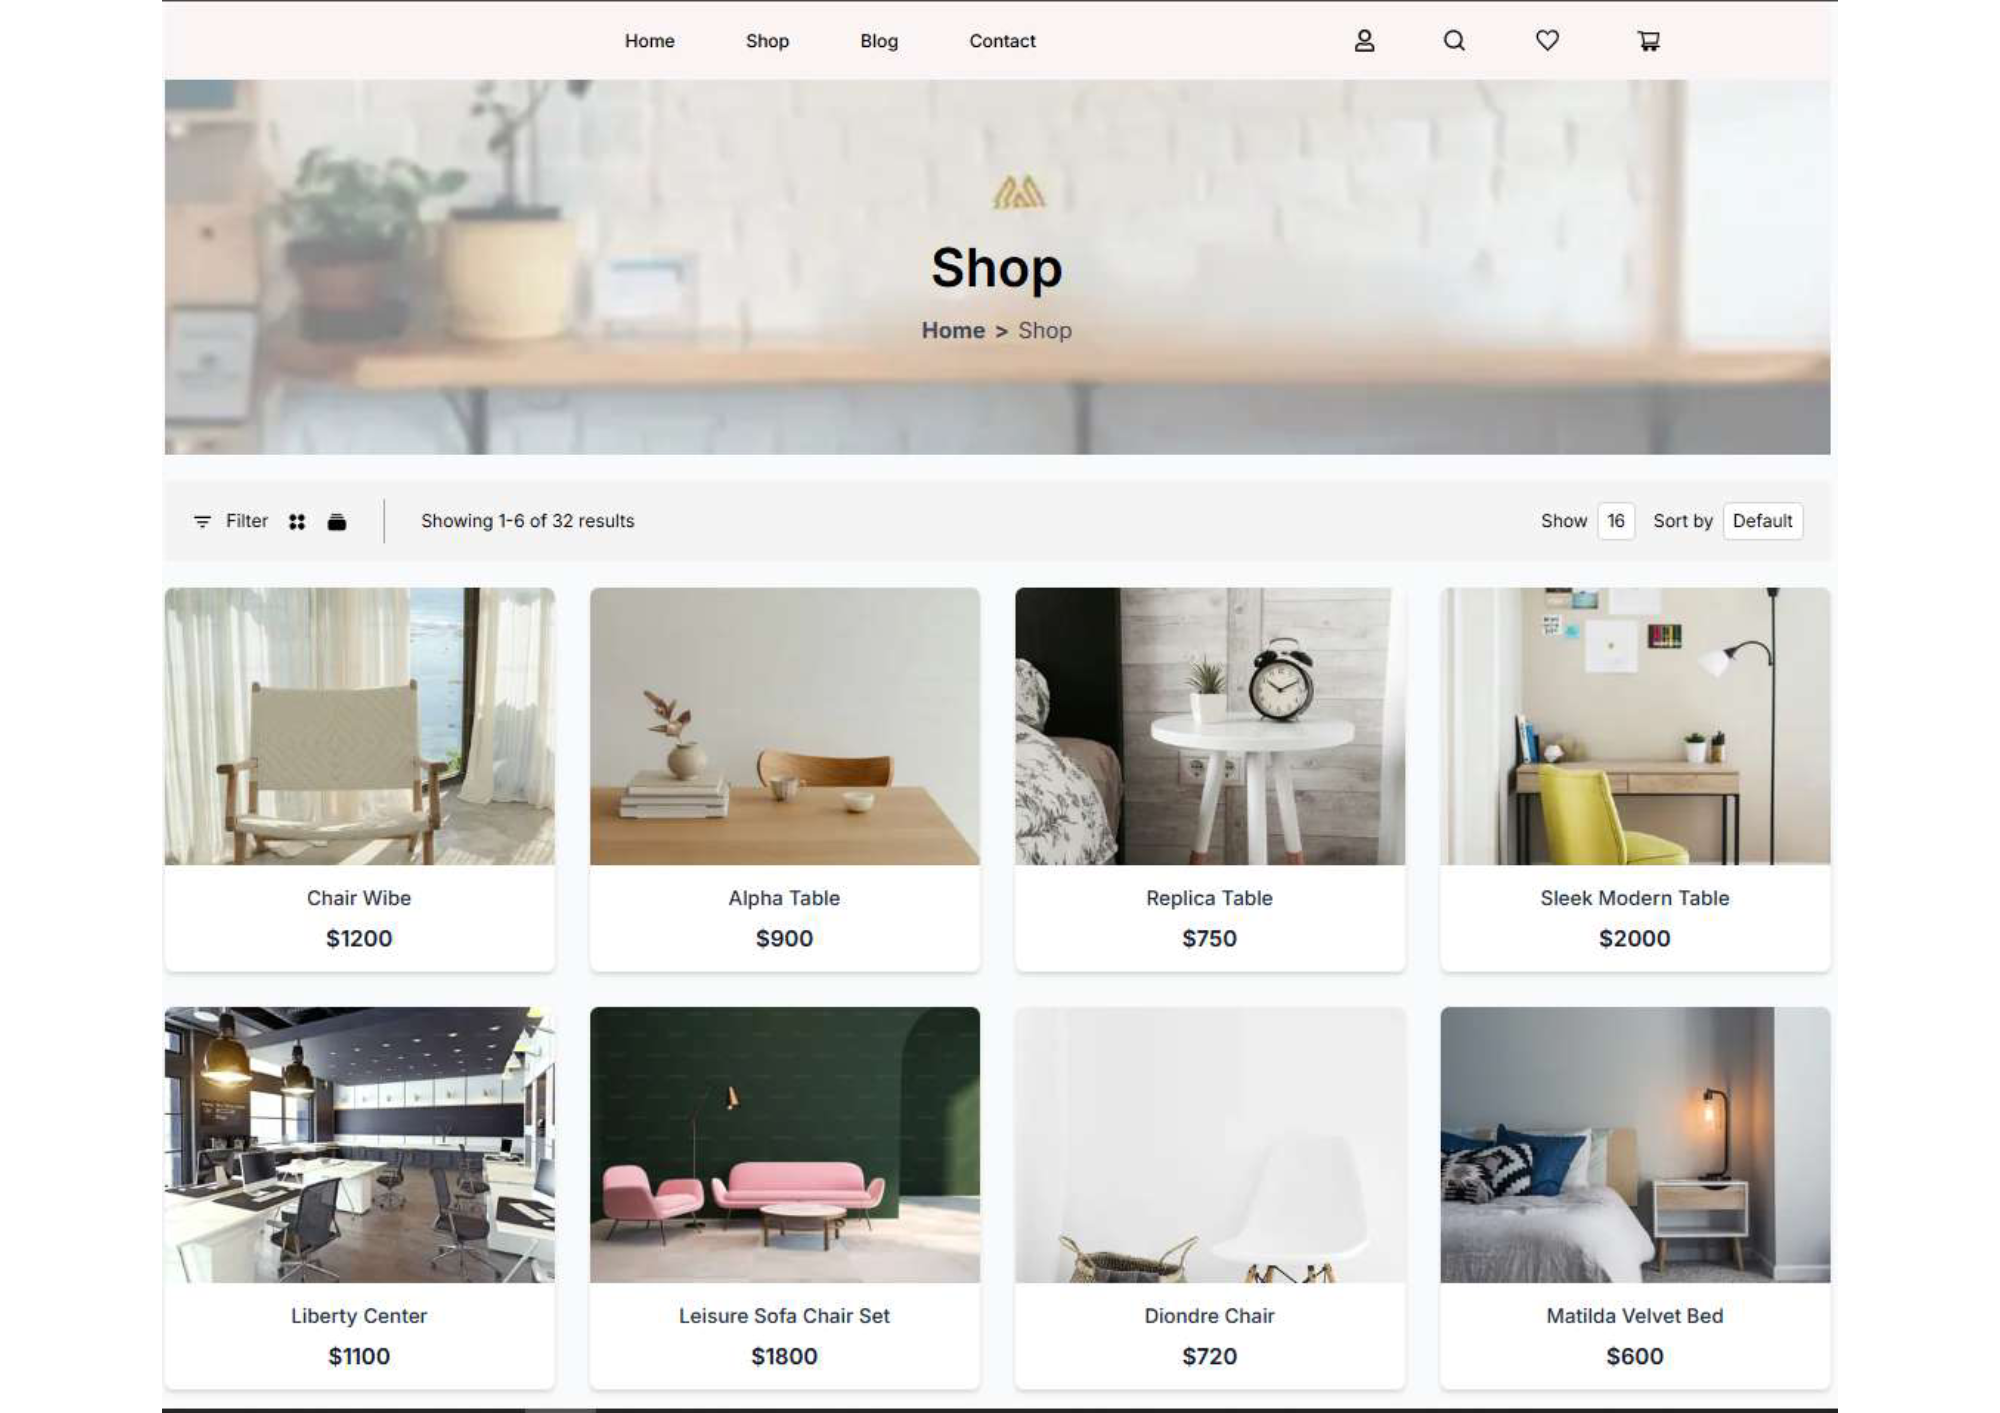 Home Shop Blog Contact
Shop
Home > Shop
Filter Showing 1-6 of 32 results Show 16 Sort by Default
Chair Wibe Alpha Table Replica Table Sleek Modern Table
$1200 $900 $750 $2000
Liberty Center Leisure Sofa Chair Set Diondre Chair Matilda Velvet Bed
$1100 $1800 $720 $600